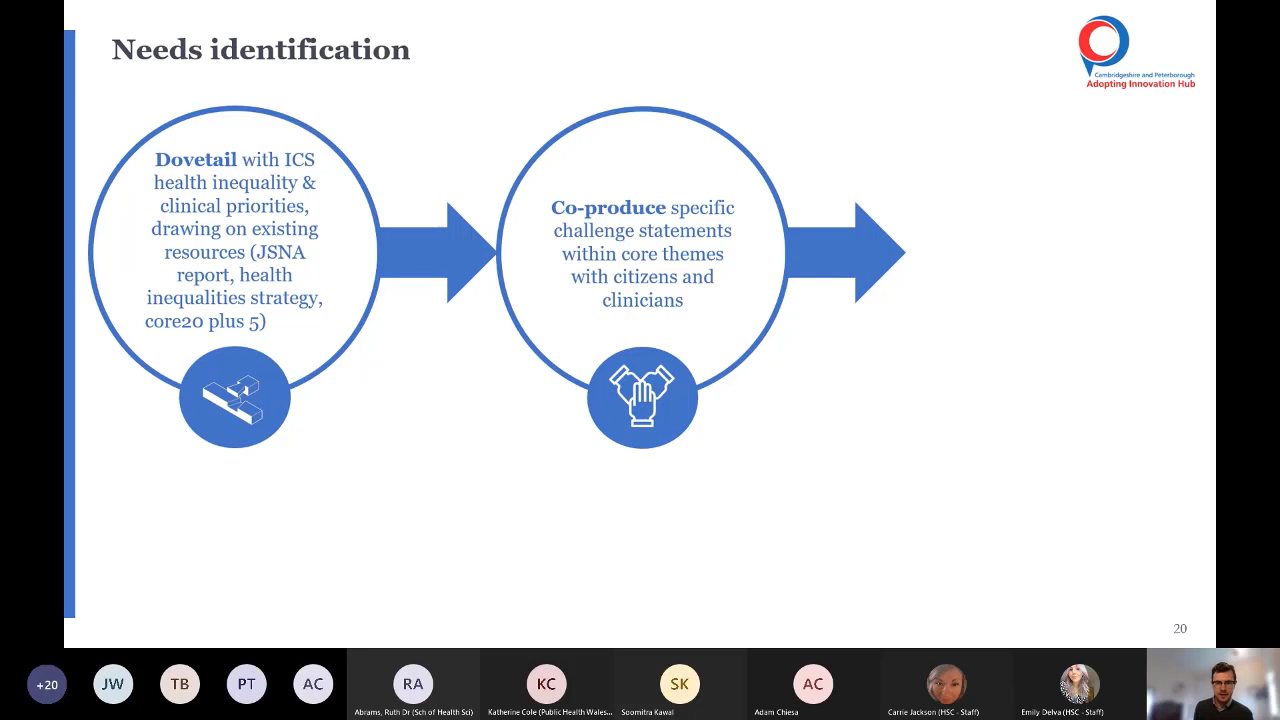 Needs identification
Cambridgeshire and Peterborough
Adopting Innovation Hub
Dovetail with ICS
health inequality &
clinical priorities,
drawing on existing
resources (JSNA
report, health
inequalities strategy,
core20 plus 5)
Co-produce specific
challenge statements
within core themes
with citizens and
clinicians
20
+20
JW
TB
PT
AC
RA
KC
SK
AC
Abrams, Ruth Dr (Sch of Health Sci)
Katherine Cole (Public Health Wales...
Soomitra Kawal
Adam Chiesa
Carrie Jackson (HSC - Staff)
Emily Delva (HSC - Staff)